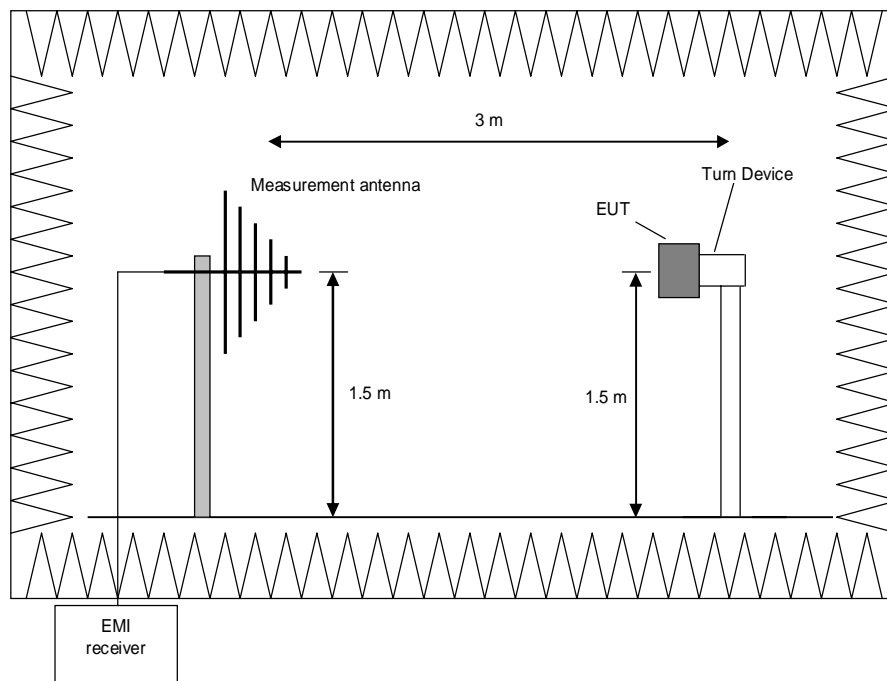 3 m
Measurement antenna
Turn Device
EUT
1.5 m
1.5 m
EMI
receiver